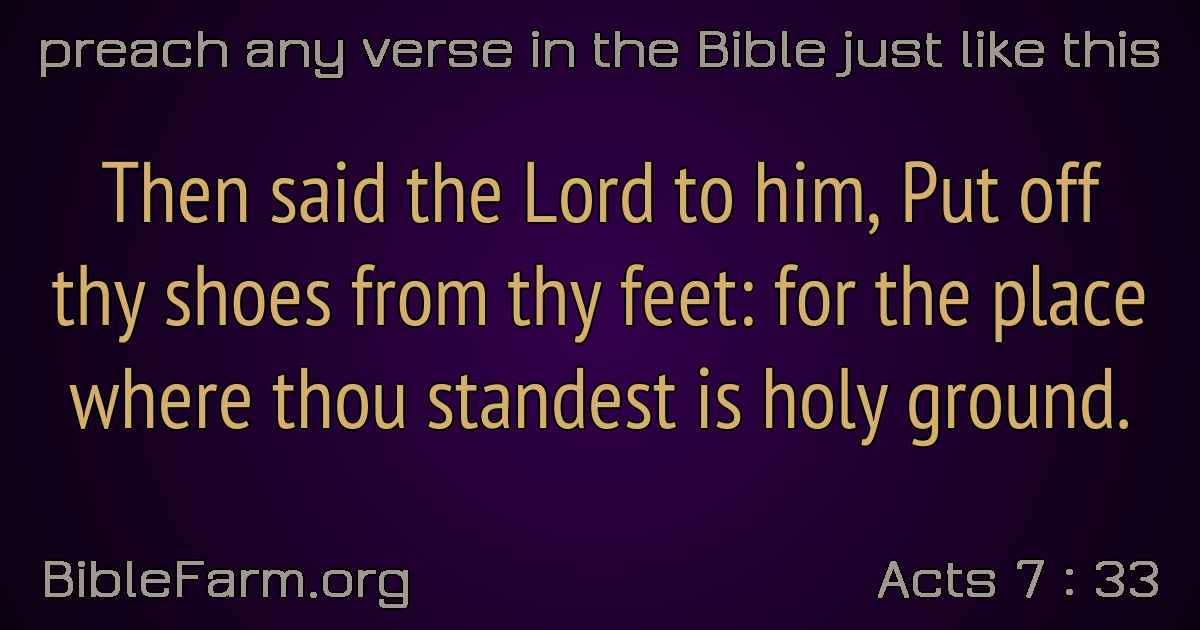 preach any verse in the Bible just like this
Then said the Lord to him, Put off
thy shoes from thy feet: for the place
where thou standest is holy ground.
BibleFarm.org
Acts 7 : 33